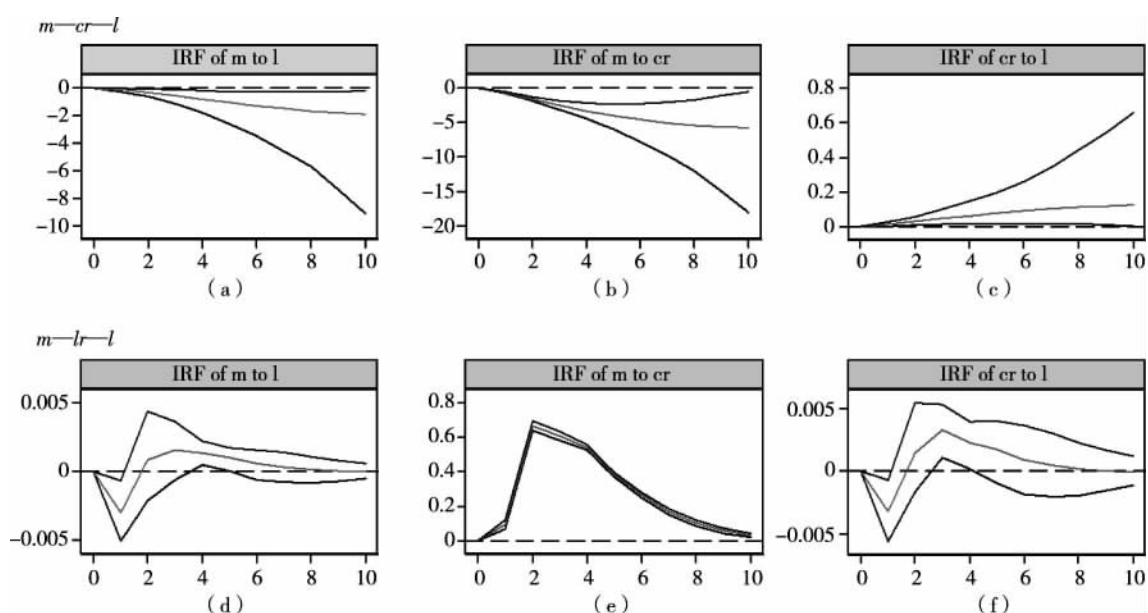 m—cr—l
IRF of m to l
IRF of m to cr
IRF of cr to l
0
-2
-4
-6
-8
-10
0 2 4 6 8 10
(a)
0
-5
-10
-15
-20
0 2 4 6 8 10
(b)
0.8
0.6
0.4
0.2
0
0 2 4 6 8 10
(c)
m—lr—l
IRF of m to l
IRF of m to cr
IRF of cr to l
0.005
0
-0.005
0 2 4 6 8 10
(d)
0.8
0.6
0.4
0.2
0
0 2 4 6 8 10
(e)
0.005
0
-0.005
0 2 4 6 8 10
(f)